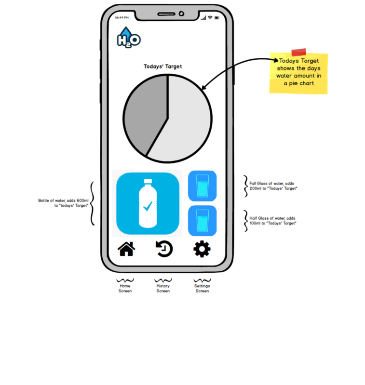 H2O
Todays' Target
Todays Target
shows the days
water amount in
a pie chart
Bottle of water, adds 600ml
to "Todays' Target"
Full Glass of water, adds
200ml to "Todays' Target"
Half Glass of water, adds
100ml to "Todays' Target"
Home
Screen
History
Screen
Settings
Screen